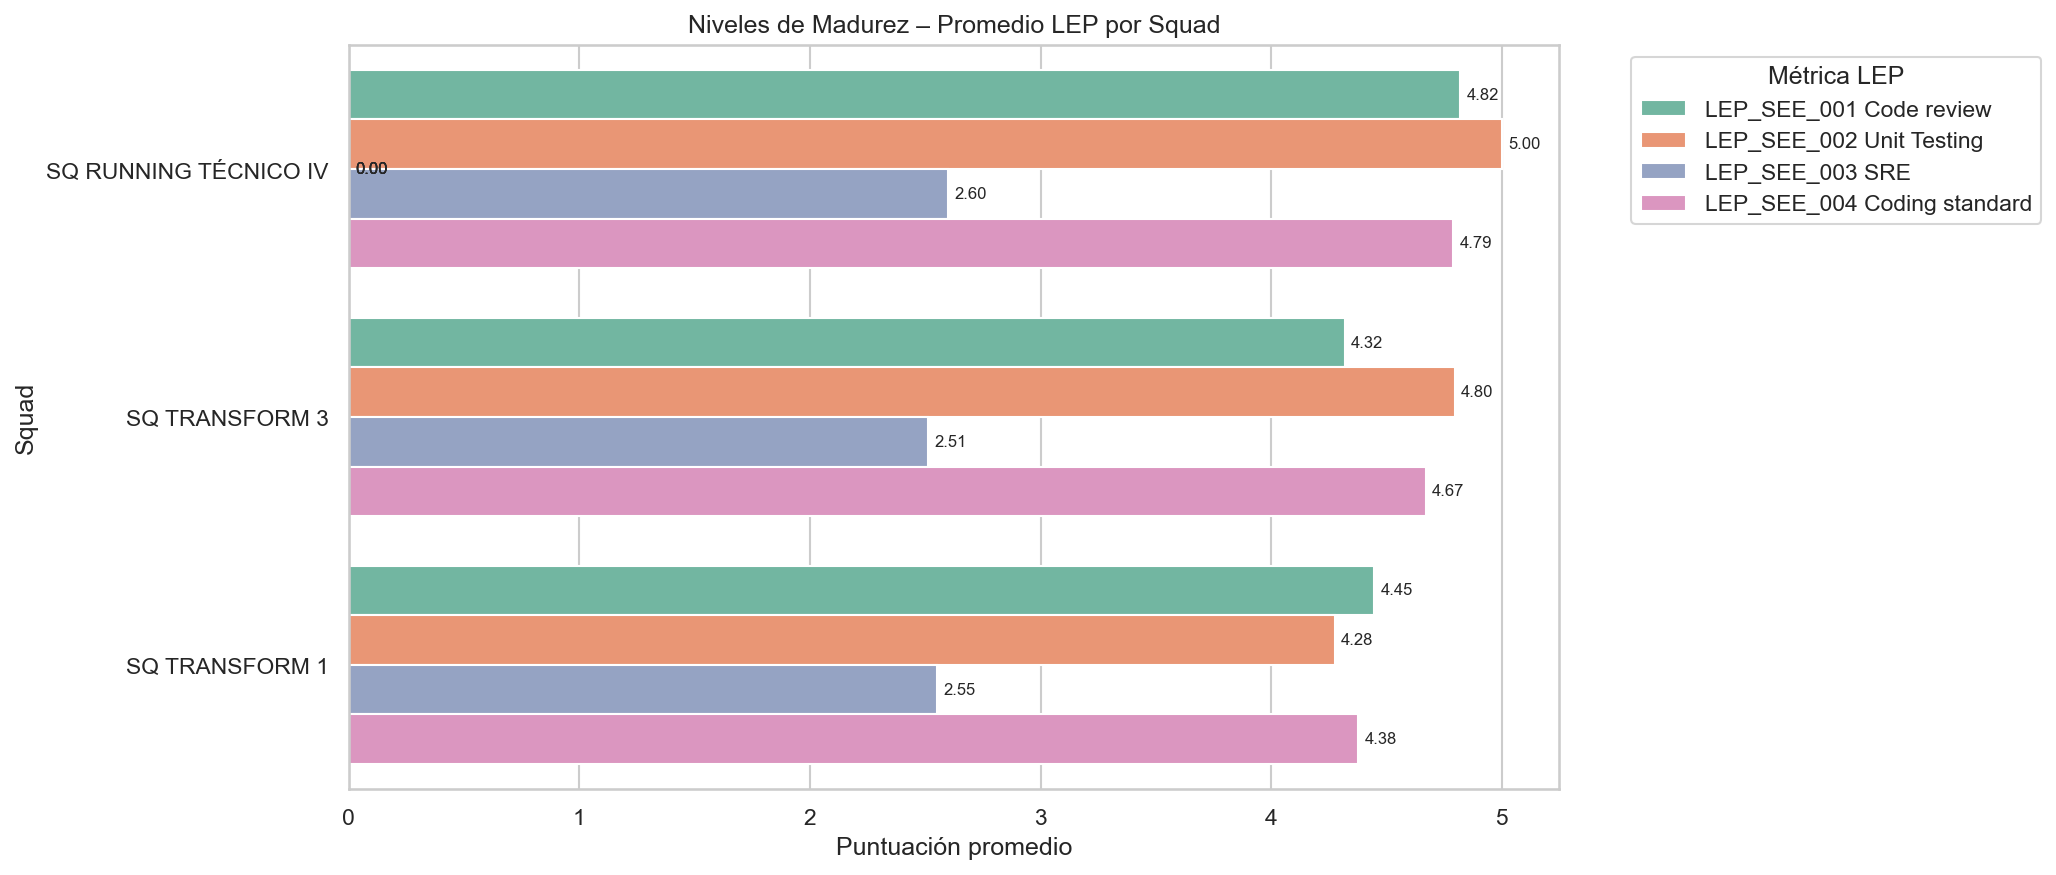 Niveles de Madurez – Promedio LEP por Squad
Métrica LEP
LEP_SEE_001 Code review
LEP_SEE_002 Unit Testing
LEP_SEE_003 SRE
LEP_SEE_004 Coding standard
Squad
SQ RUNNING TÉCNICO IV
4.82
5.00
0.00
2.60
4.79
SQ TRANSFORM 3
4.32
4.80
2.51
4.67
SQ TRANSFORM 1
4.45
4.28
2.55
4.38
0 1 2 3 4 5
Puntuación promedio